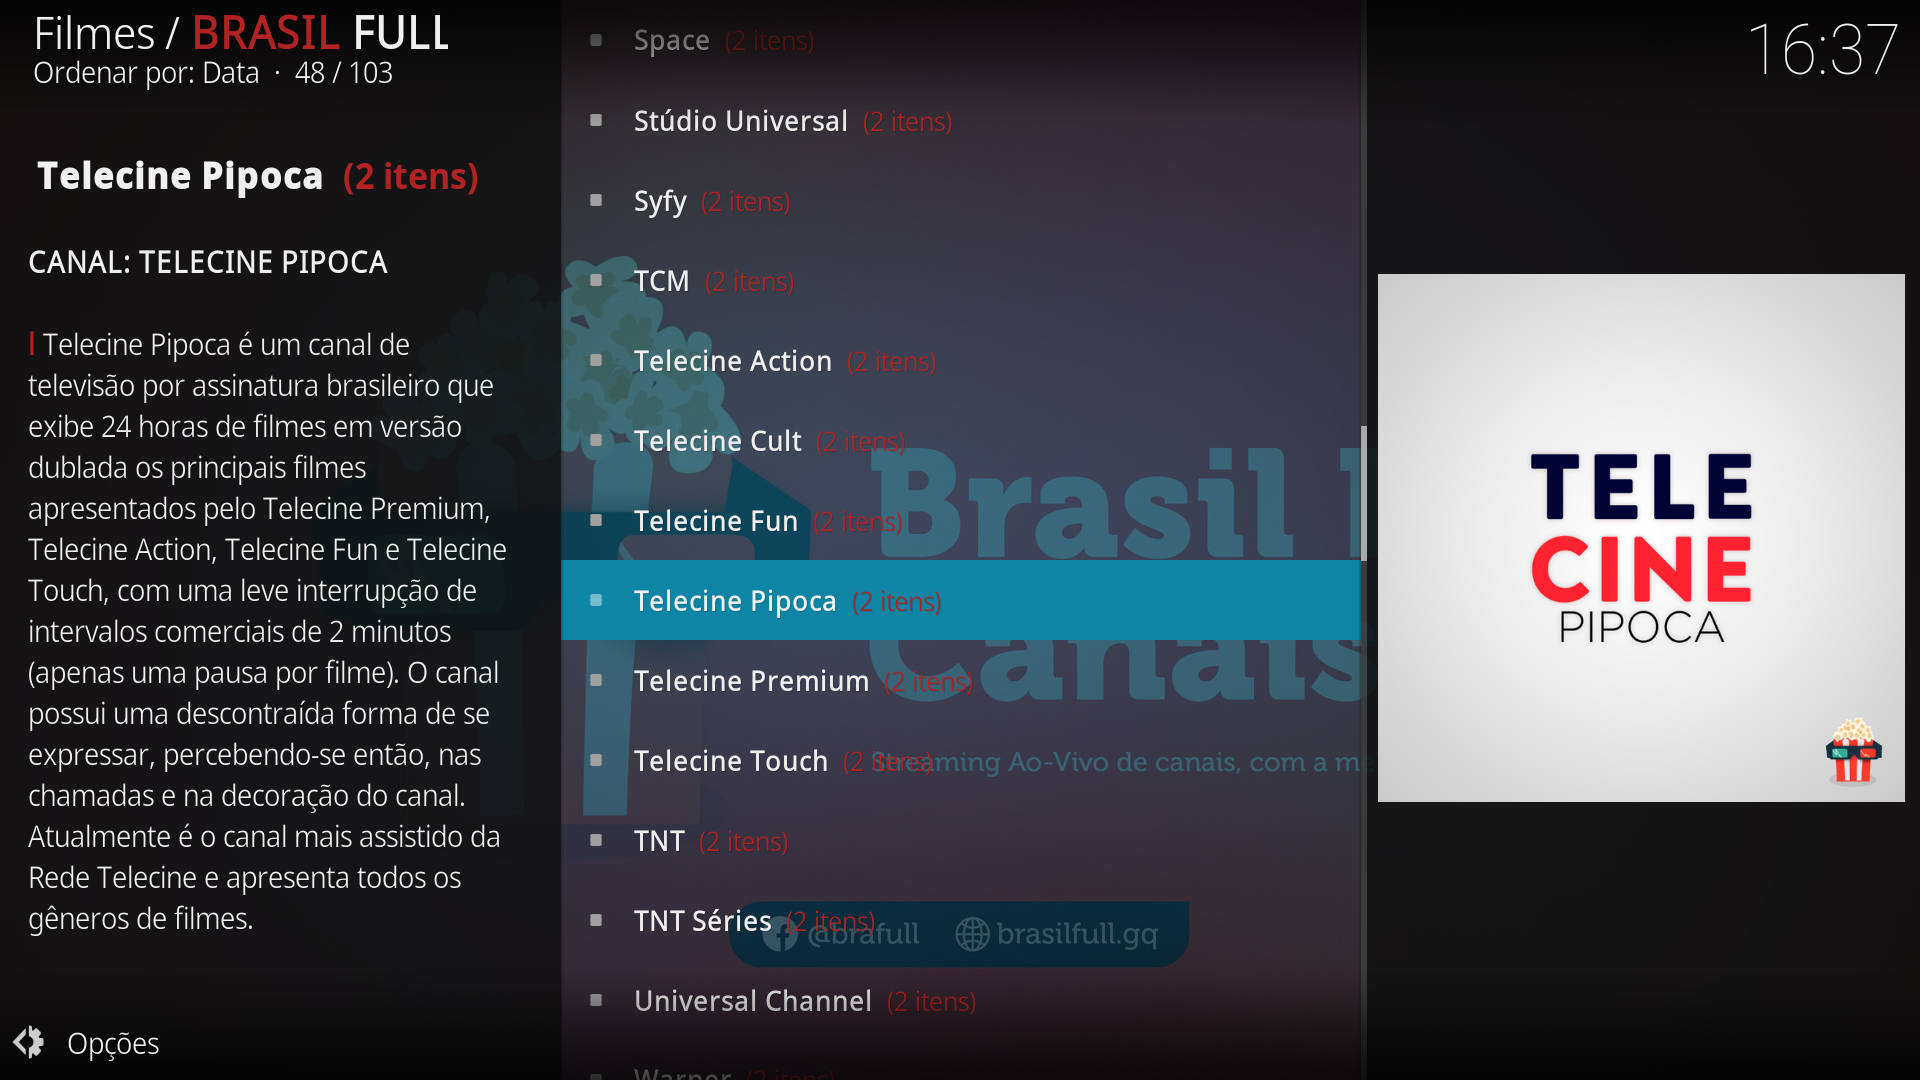 Filmes / BRASIL FULL
Ordenar por: Data · 48 / 103
16:37
Telecine Pipoca (2 itens)
CANAL: TELECINE PIPOCA
| Telecine Pipoca é um canal de
televisão por assinatura brasileiro que
exibe 24 horas de filmes em versão
dublada os principais filmes
apresentados pelo Telecine Premium,
Telecine Action, Telecine Fun e Telecine
Touch, com uma leve interrupção de
intervalos comerciais de 2 minutos
(apenas uma pausa por filme). O canal
possui uma descontraída forma de se
expressar, percebendo-se então, nas
chamadas e na decoração do canal.
Atualmente é o canal mais assistido da
Rede Telecine e apresenta todos os
gêneros de filmes.
Opções
Space (2 itens)
Stúdio Universal (2 itens)
Syfy (2 itens)
TCM (2 itens)
Telecine Action (2 itens)
Telecine Cult (2 itens)
Telecine Fun (2 itens)
Telecine Pipoca (2 itens)
Telecine Premium (2 itens)
Telecine Touch (2 itens)
TNT (2 itens)
TNT Séries (2 itens)
Universal Channel (2 itens)
Warner (2 itens)
Brasil
Canais
Streaming Ao-Vivo de canais, com a
@brafull brasilfull.gq
TELE
CINE
PIPOCA